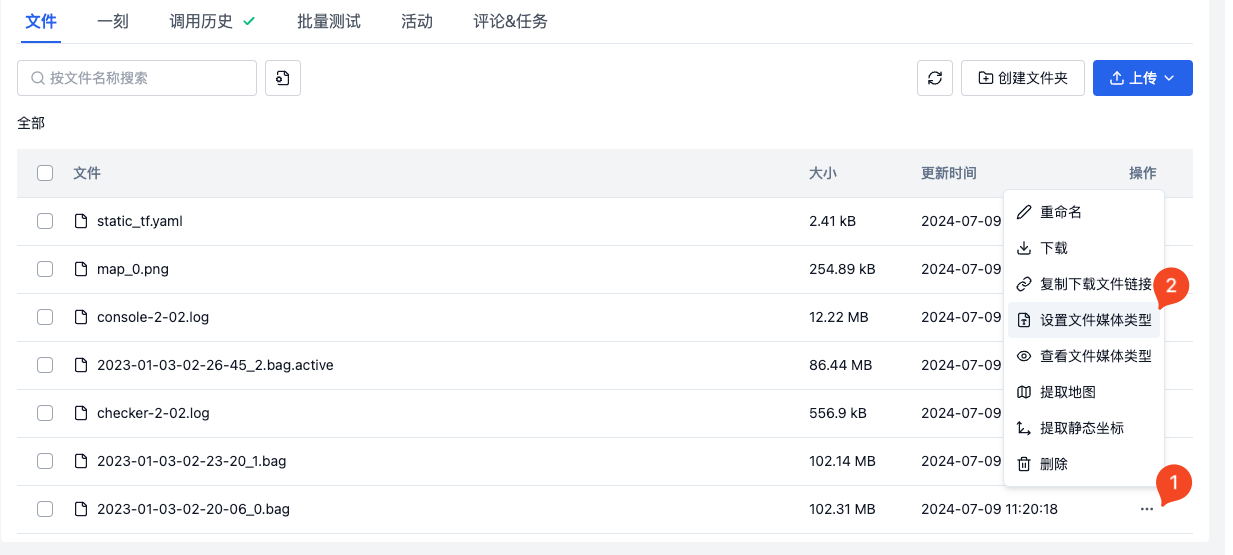 文件 一刻 调用历史 批量测试 活动 评论&任务
按文件名称搜索 创建文件夹 上传
全部
文件 大小 更新时间 操作
static_tf.yaml 2.41 kB 2024-07-09
map_0.png 254.89 kB 2024-07-09
console-2-02.log 12.22 MB 2024-07-09
2023-01-03-02-26-45_2.bag.active 86.44 MB 2024-07-09
checker-2-02.log 556.9 kB 2024-07-09
2023-01-03-02-23-20_1.bag 102.14 MB 2024-07-09
2023-01-03-02-20-06_0.bag 102.31 MB 2024-07-09 11:20:18 ...
重命名
下载
复制下载文件链接
2
设置文件媒体类型
查看文件媒体类型
提取地图
提取静态坐标
删除
1